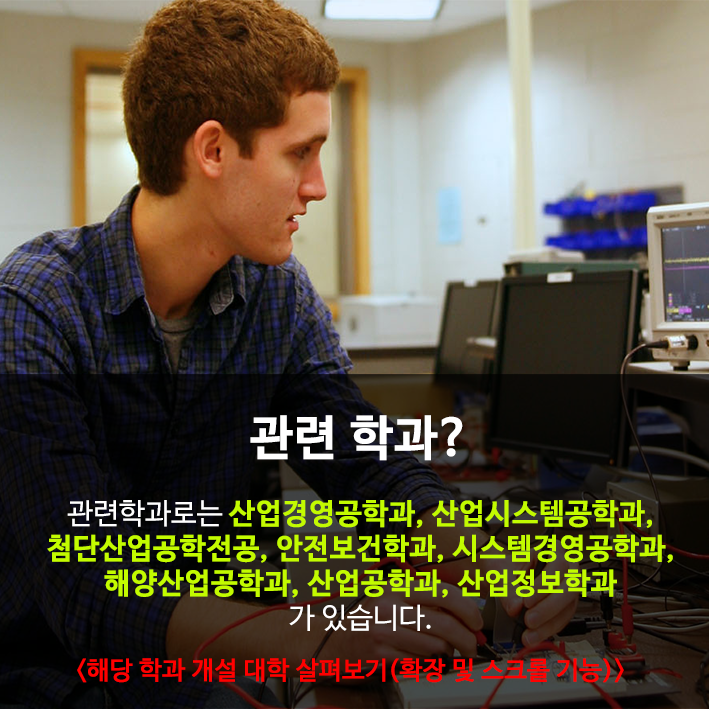 관련 학과?
관련학과로는 산업경영공학과, 산업시스템공학과,
첨단산업공학전공, 안전보건학과, 시스템경영공학과,
해양산업공학과, 산업공학과, 산업정보학과
가 있습니다.
<해당 학과 개설 대학 살펴보기(확장 및 스크롤 가능)>